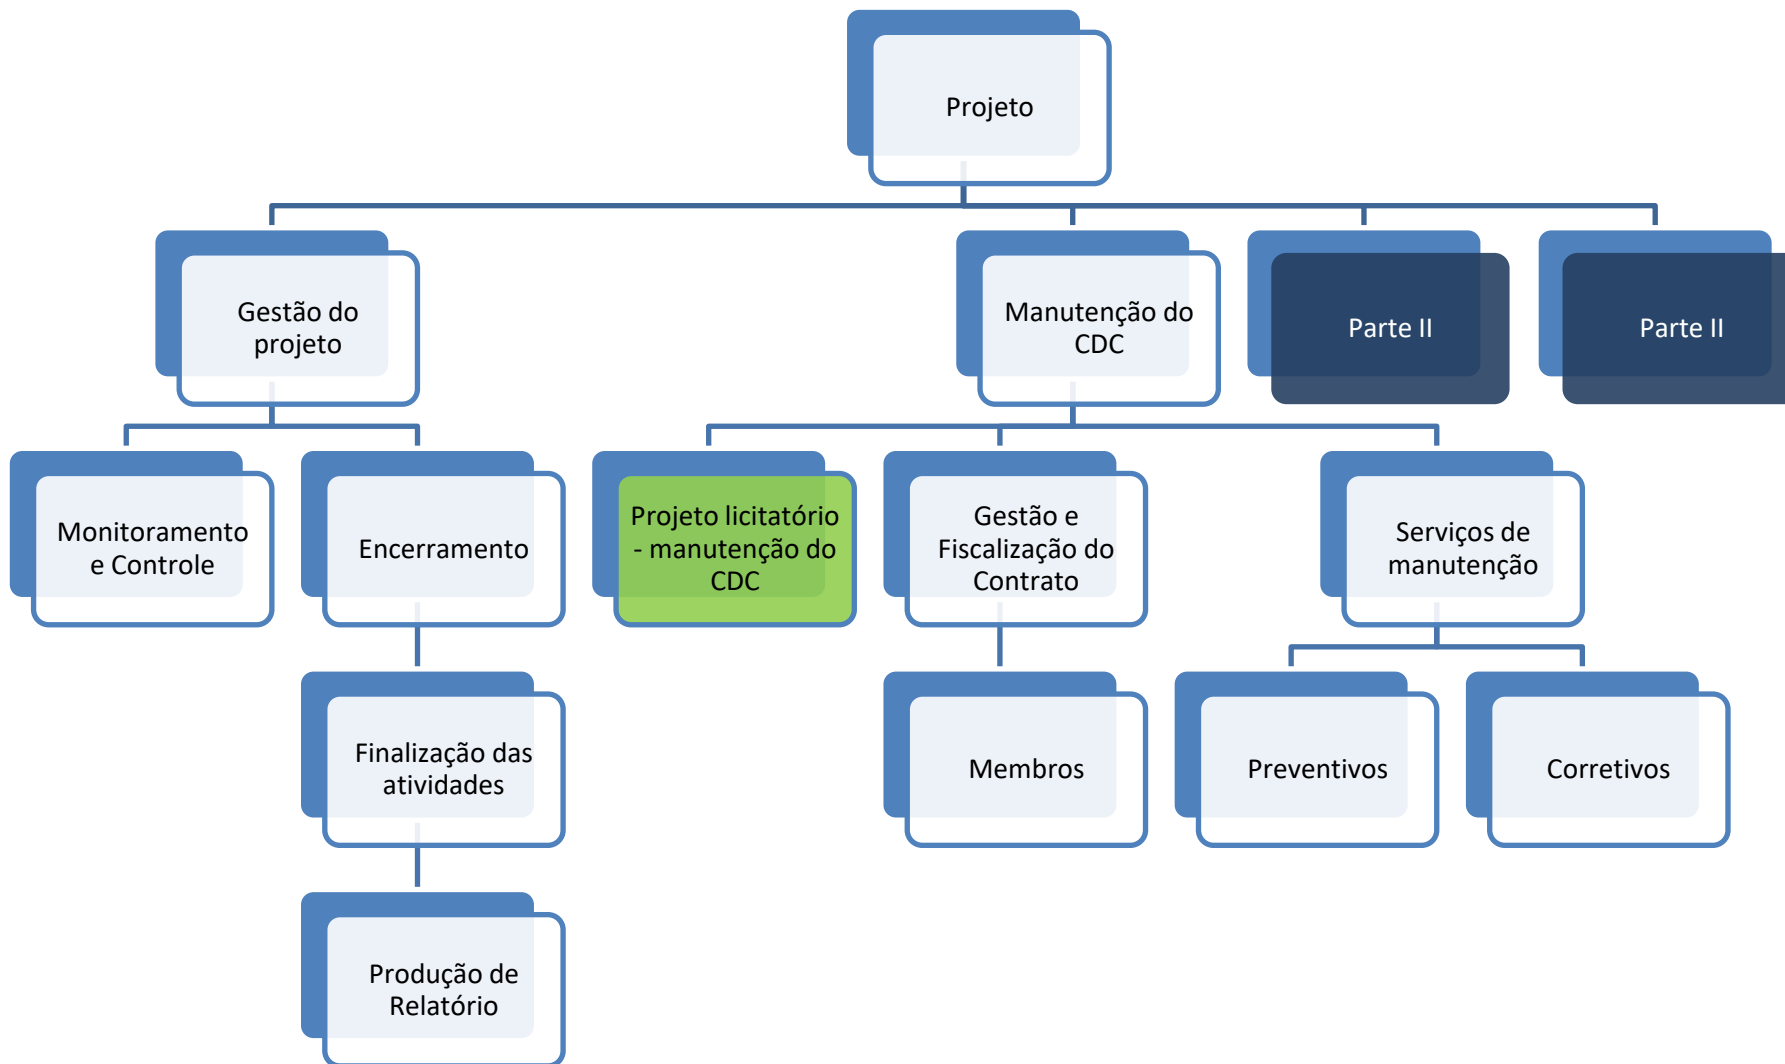 Projeto
Gestão do
projeto
Manutenção do
CDC
Parte II
Parte II
Monitoramento
e Controle
Encerramento
Projeto licitatório
- manutenção do
CDC
Gestão e
Fiscalização do
Contrato
Serviços de
manutenção
Finalização das
atividades
Membros
Preventivos
Corretivos
Produção de
Relatório